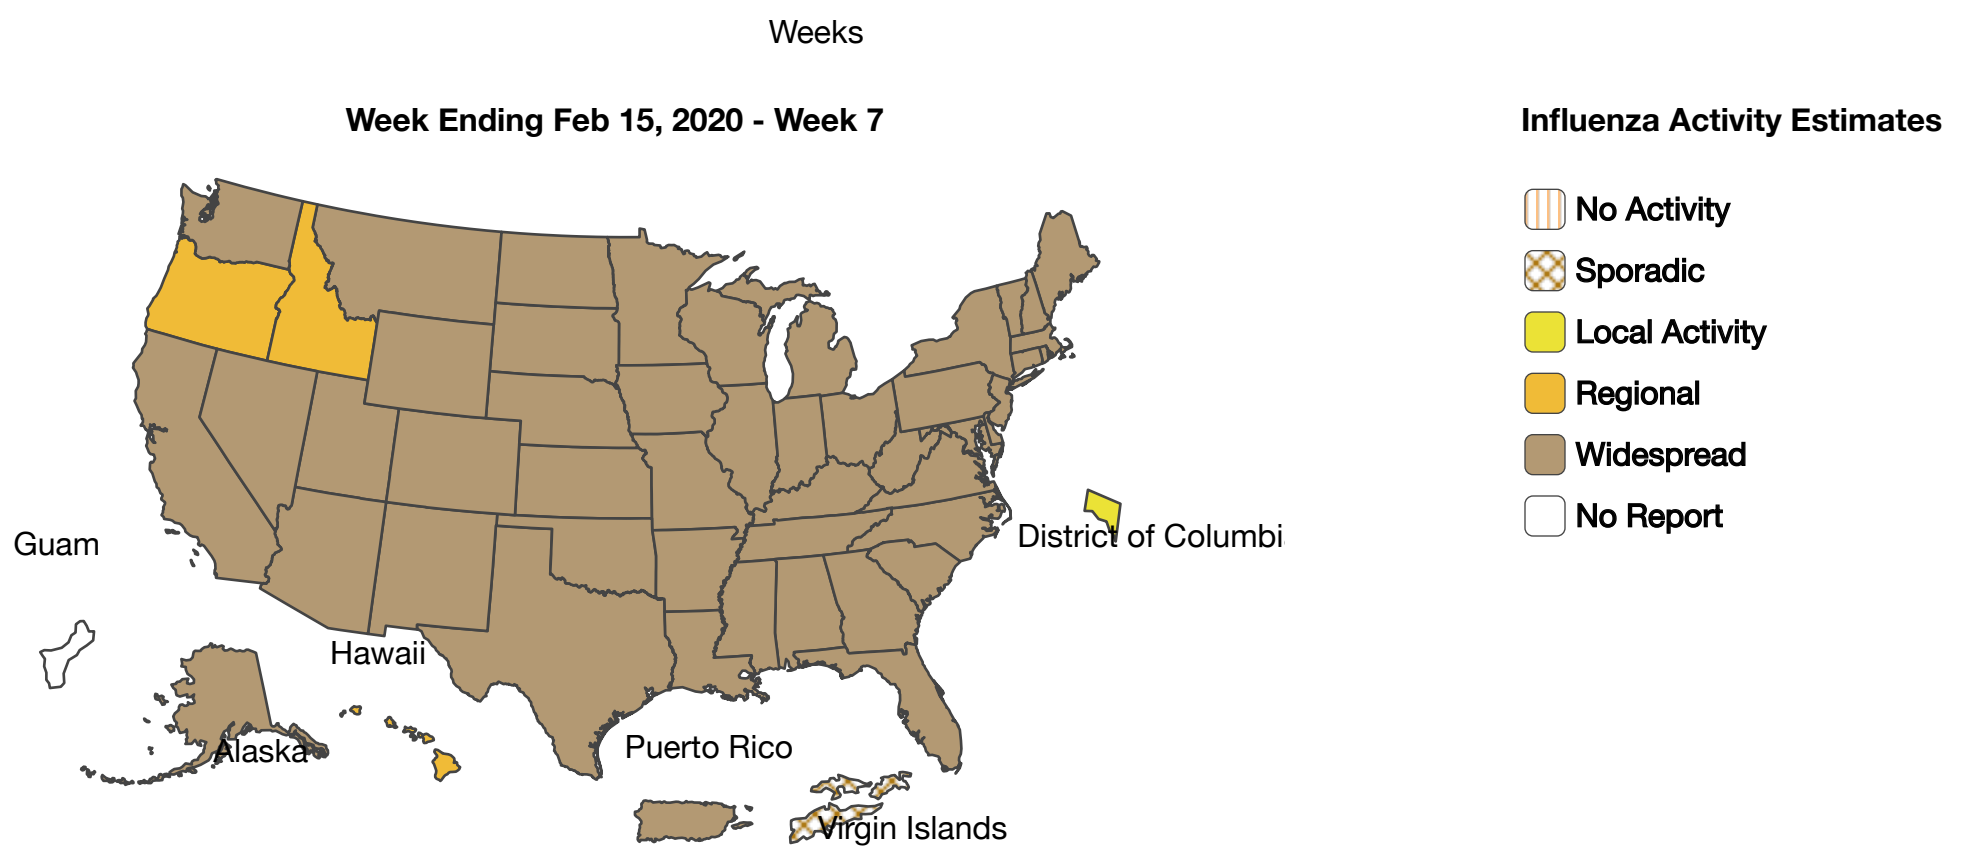 Weeks
Week Ending Feb 15, 2020 - Week 7
Influenza Activity Estimates
No Activity
Sporadic
Local Activity
Regional
Widespread
No Report
Guam
District of Columbi
Hawaii
Alaska
Puerto Rico
Virgin Islands